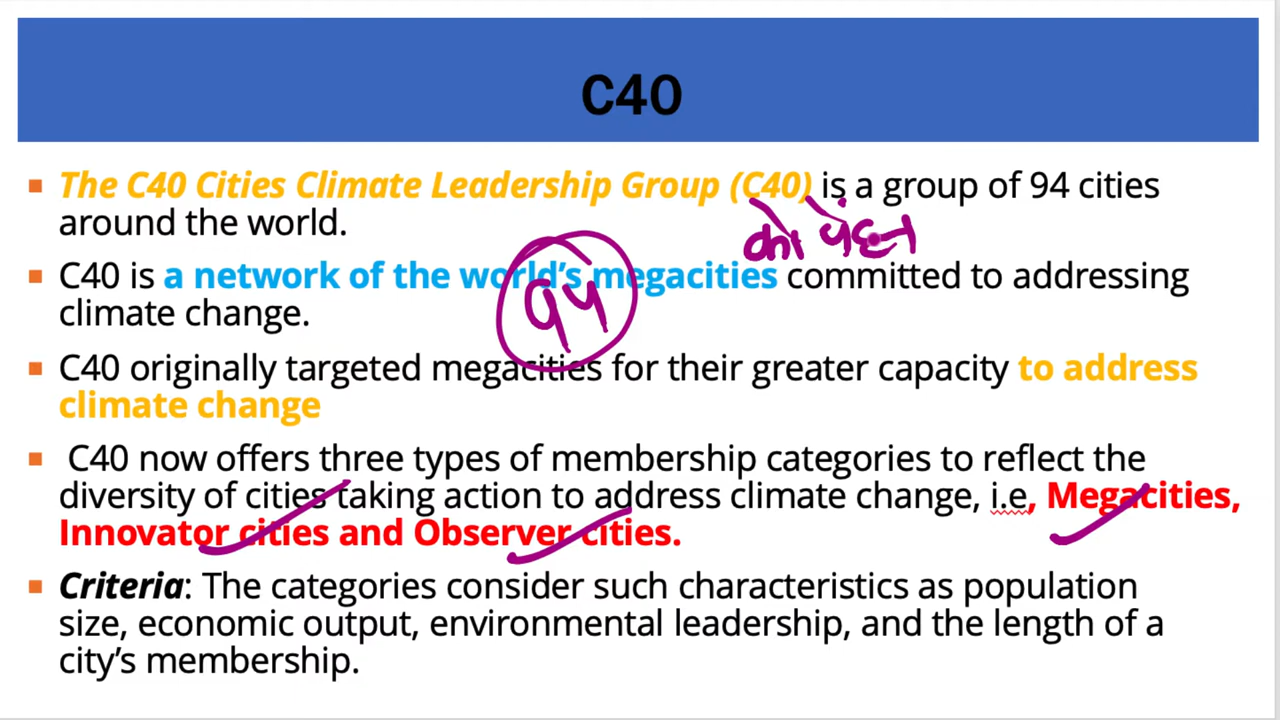 C40
The C40 Cities Climate Leadership Group (C40) is a group of 94 cities
around the world.
C40 is a network of the world's megacities committed to addressing
climate change.
C40 originally targeted megacities for their greater capacity to address
climate change
C40 now offers three types of membership categories to reflect the
diversity of cities taking action to address climate change, i.e, Megacities,
Innovator cities and Observer cities.
Criteria: The categories consider such characteristics as population
size, economic output, environmental leadership, and the length of a
city's membership.
को
94